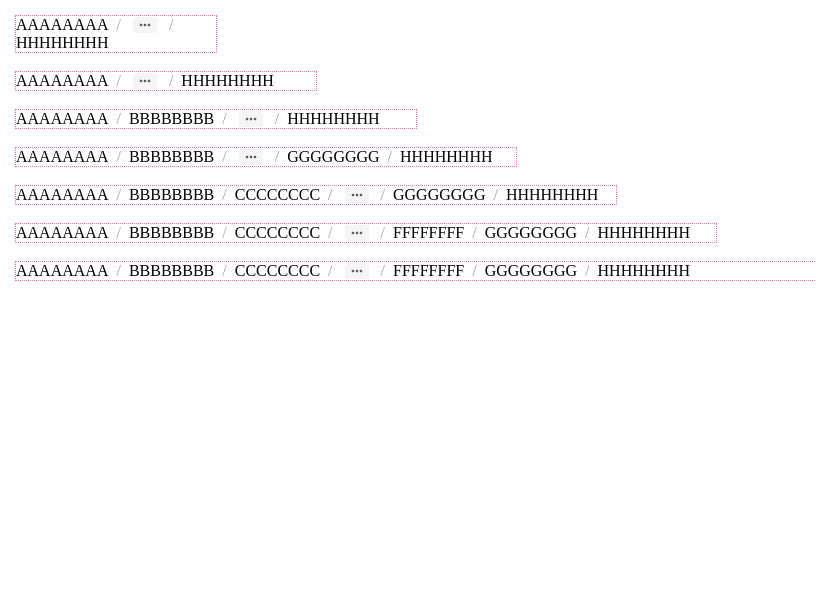 AAAAAAAA / ••• /
HHHHHHHH
AAAAAAAA / ••• / HHHHHHHH
AAAAAAAA / BBBBBBBB / ••• / HHHHHHHH
AAAAAAAA / BBBBBBBB / ••• / GGGGGGGG / HHHHHHHH
AAAAAAAA / BBBBBBBB / CCCCCCCC / ••• / GGGGGGGG / HHHHHHHH
AAAAAAAA / BBBBBBBB / CCCCCCCC / ••• / FFFFFFFF / GGGGGGGG / HHHHHHHH
AAAAAAAA / BBBBBBBB / CCCCCCCC / ••• / FFFFFFFF / GGGGGGGG / HHHHHHHH